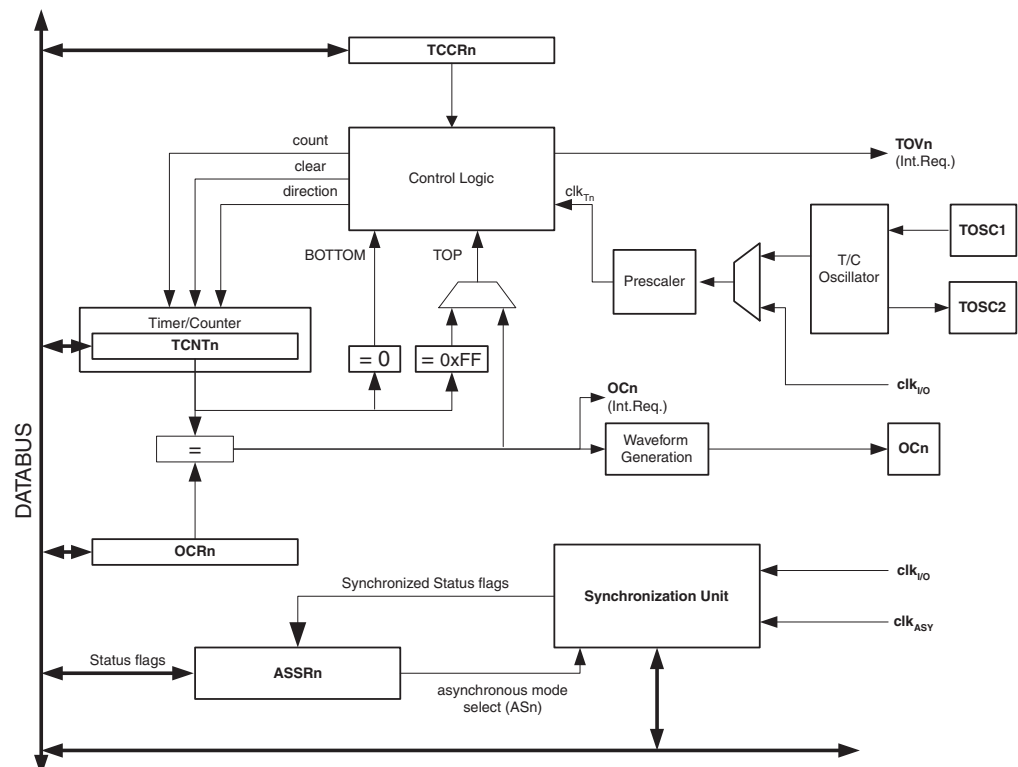 TCCRn
count
clear
direction
Control Logic
TOVn
(Int.Req.)
clkTn
BOTTOM
TOP
TOSC1
T/C
Oscillator
Prescaler
TOSC2
Timer/Counter
TCNTn
= 0
= 0xFF
clkI/O
OCn
(Int.Req.)
=
Waveform
Generation
OCn
DATABUS
OCRn
Synchronized Status flags
Synchronization Unit
clkI/O
clkASY
Status flags
ASSRn
asynchronous mode
select (ASn)